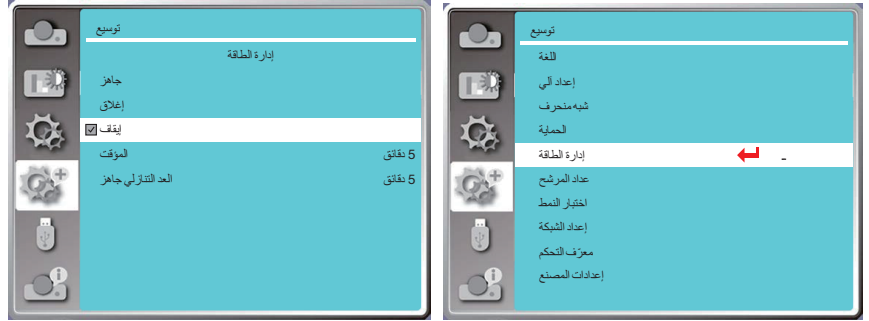 توسيع
إدارة الطاقة
جاهز
إغلاق
إيقاف
المؤقت 5 دقائق
العد التنازلي جاهز 5 دقائق
توسيع
اللغة
إعداد آلي
شبه منحرف
الحماية
إدارة الطاقة -
عداد المرشح
اختبار النمط
إعداد الشبكة
معرّف التحكم
إعدادات المصنع